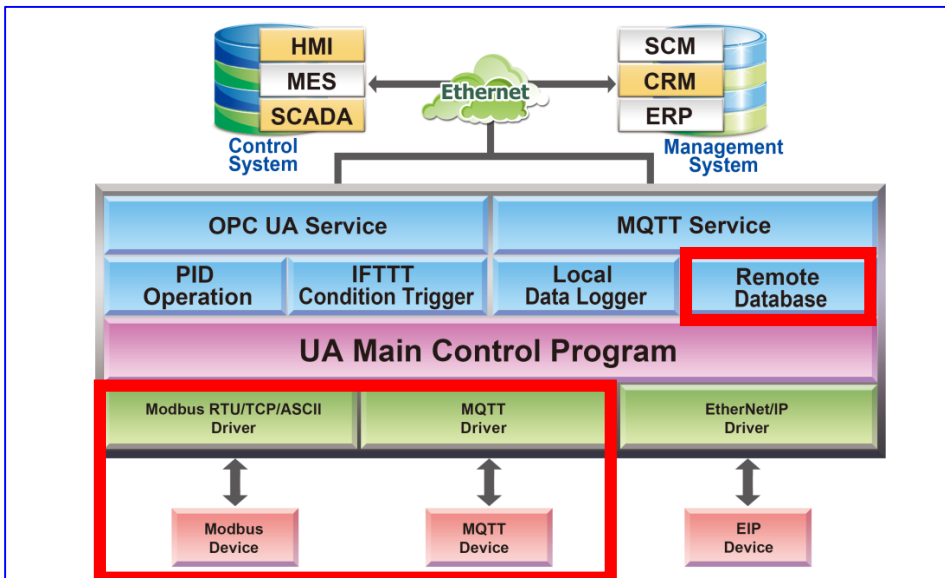 HMI
MES
SCADA
Control
System
Ethernet
SCM
CRM
ERP
Management
System
OPC UA Service
MQTT Service
PID
Operation
IFTTT
Condition Trigger
Local
Data Logger
Remote
Database
UA Main Control Program
Modbus RTU/TCP/ASCII
Driver
MQTT
Driver
EtherNet/IP
Driver
Modbus
Device
MQTT
Device
EIP
Device